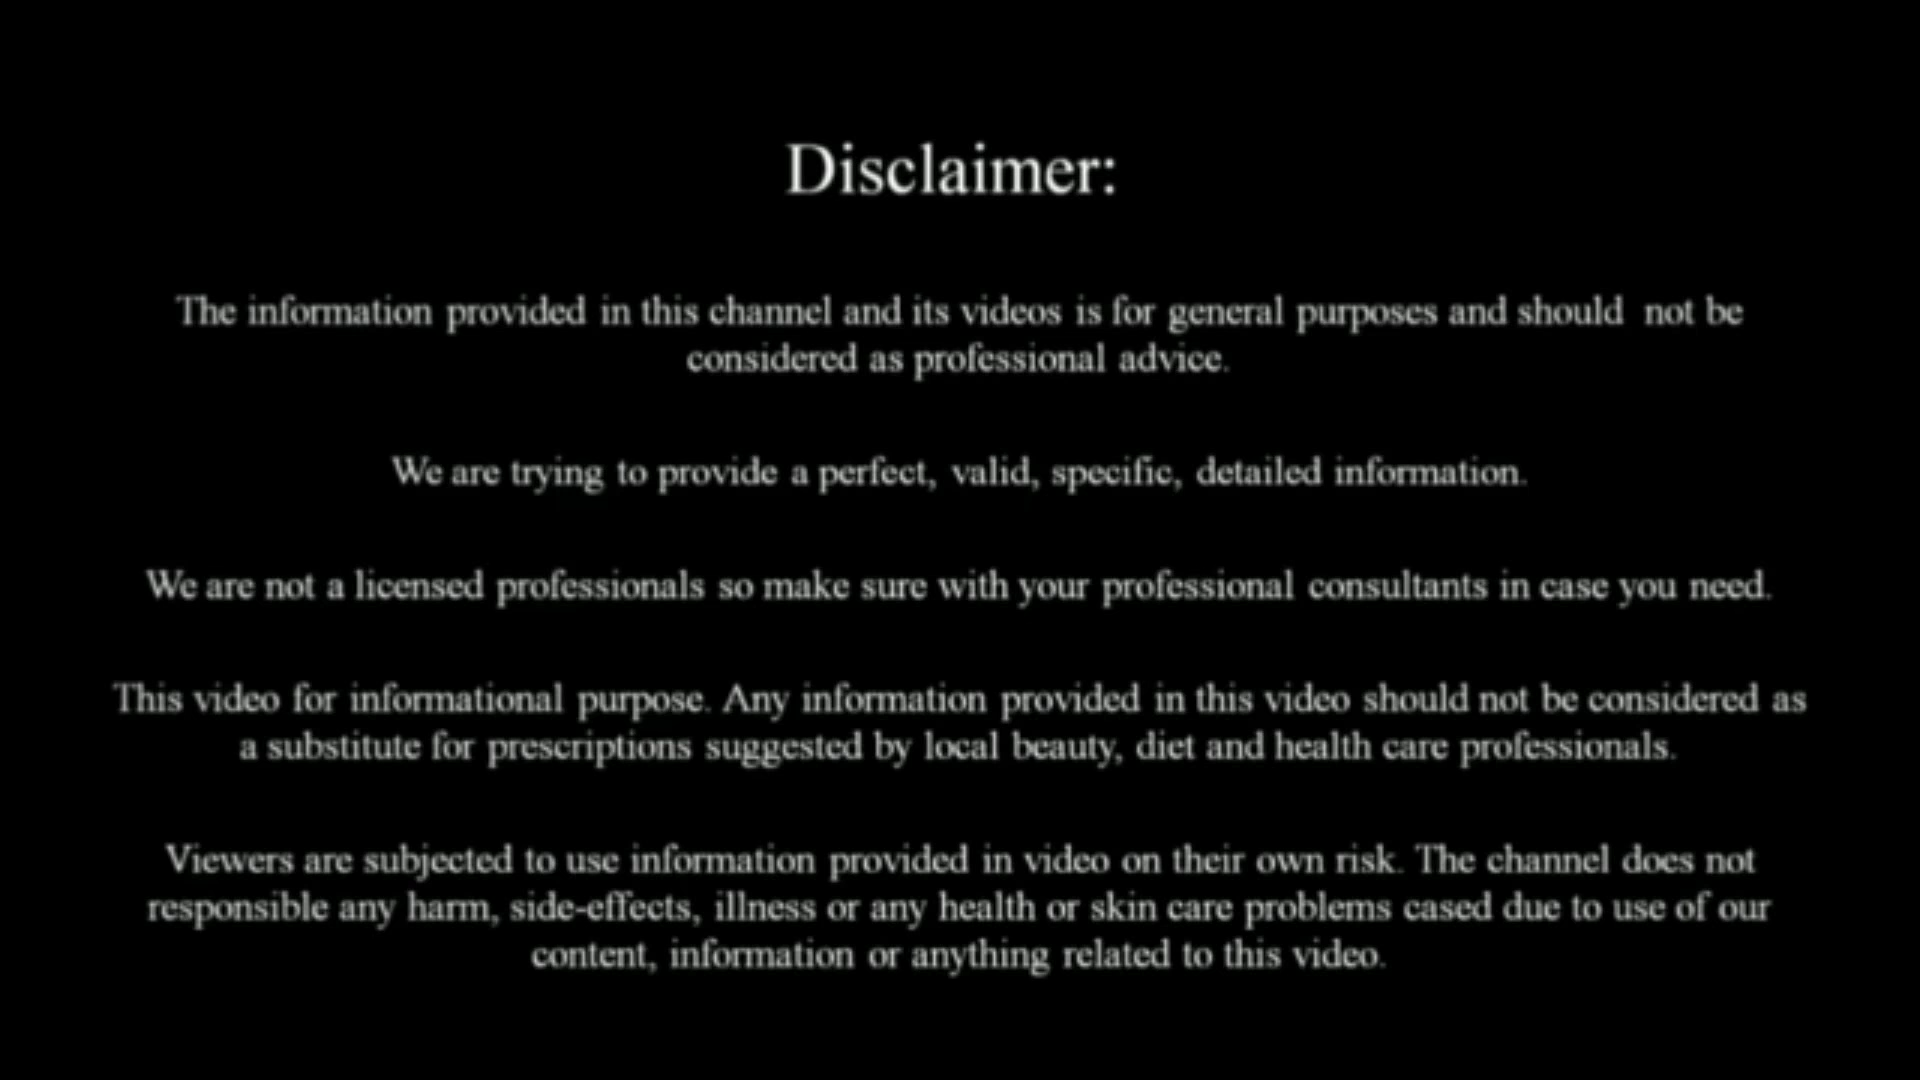 Disclaimer:
The information provided in this channel and its videos is for general purposes and should not be
considered as professional advice.
We are trying to provide a perfect, valid, specific, detailed information.
We are not a licensed professionals so make sure with your professional consultants in case you need.
This video for informational purpose. Any information provided in this video should not be considered as
a substitute for prescriptions suggested by local beauty, diet and health care professionals.
Viewers are subjected to use information provided in video on their own risk. The channel does not
responsible any harm, side-effects, illness or any health or skin care problems cased due to use of our
content, information or anything related to this video.